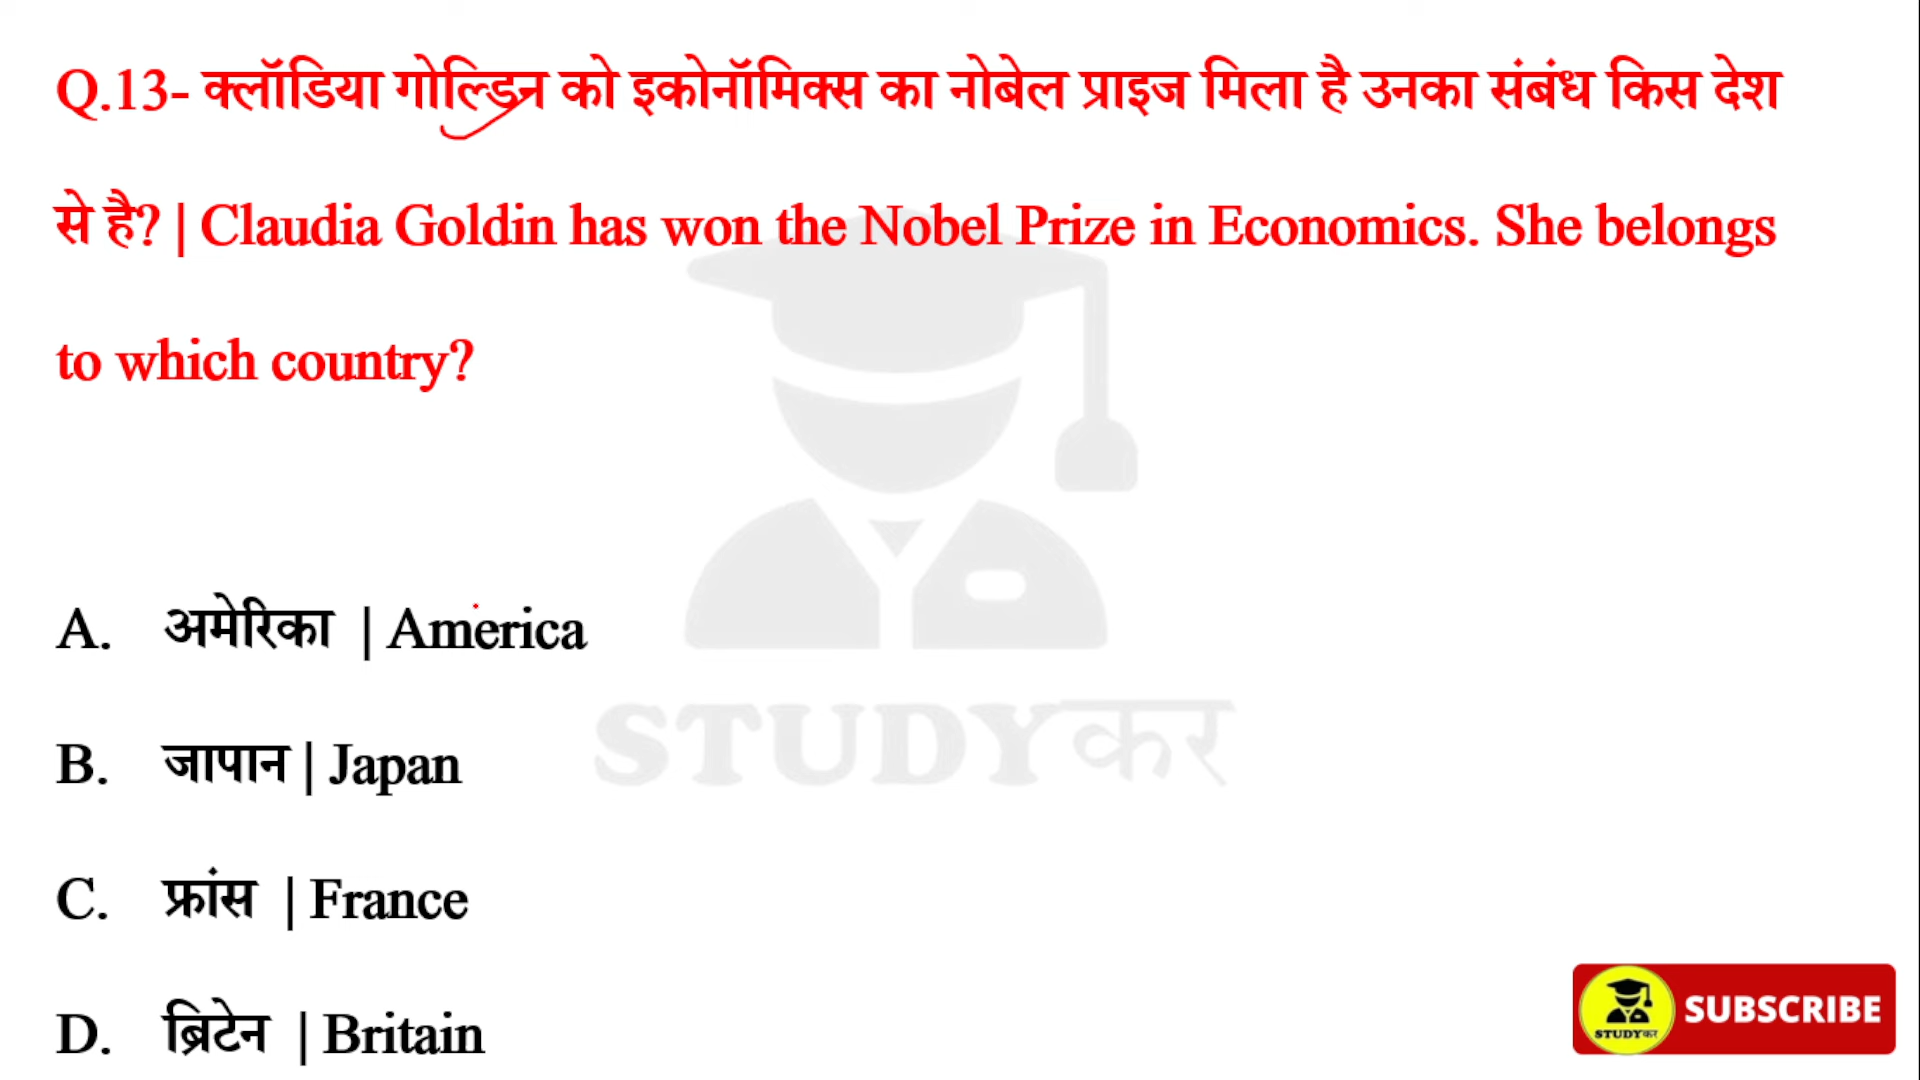 Q.13- क्लॉडिया गोल्डिन को इकोनॉमिक्स का नोबेल प्राइज मिला है उनका संबंध किस देश
से है? | Claudia Goldin has won the Nobel Prize in Economics. She belongs
to which country?
A. अमेरिका | America
STUDYकर
B. जापान | Japan
C. फ्रांस | France
D. ब्रिटेन | Britain
STUDYकर
SUBSCRIBE